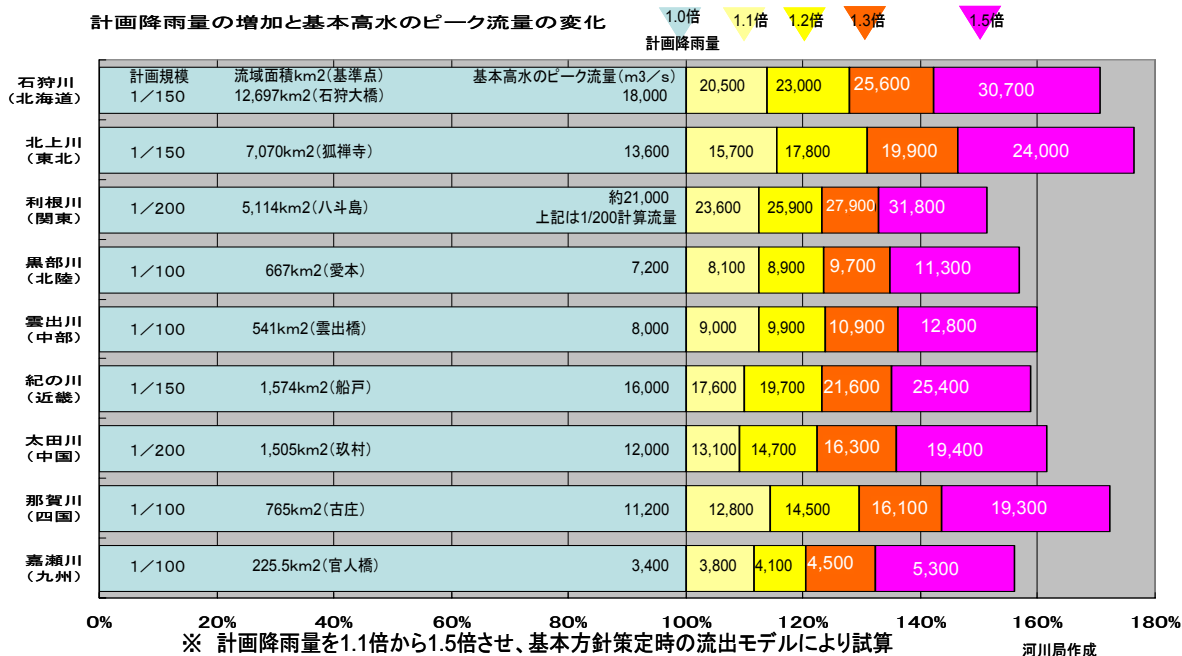 計画降雨量の増加と基本高水のピーク流量の変化
1.0倍 1.1倍 1.2倍 1.3倍 1.5倍
計画降雨量
石狩川
(北海道)
計画規模 流域面積km2(基準点) 基本高水のピーク流量(m3/s)
1/150 12,697km2(石狩大橋) 18,000 20,500 23,000 25,600 30,700
北上川
(東北)
1/150 7,070km2(狐禅寺) 13,600 15,700 17,800 19,900 24,000
利根川
(関東)
1/200 5,114km2(八斗島) 約21,000 23,600 25,900 27,900 31,800
上記は1/200計算流量
黒部川
(北陸)
1/100 667km2(愛本) 7,200 8,100 8,900 9,700 11,300
雲出川
(中部)
1/100 541km2(雲出橋) 8,000 9,000 9,900 10,900 12,800
紀の川
(近畿)
1/150 1,574km2(船戸) 16,000 17,600 19,700 21,600 25,400
太田川
(中国)
1/200 1,505km2(玖村) 12,000 13,100 14,700 16,300 19,400
那賀川
(四国)
1/100 765km2(古庄) 11,200 12,800 14,500 16,100 19,300
嘉瀬川
(九州)
1/100 225.5km2(官人橋) 3,400 3,800 4,100 4,500 5,300
0% 20% 40% 60% 80% 100% 120% 140% 160% 180%
※ 計画降雨量を1.1倍から1.5倍させ、基本方針策定時の流出モデルにより試算
河川局作成